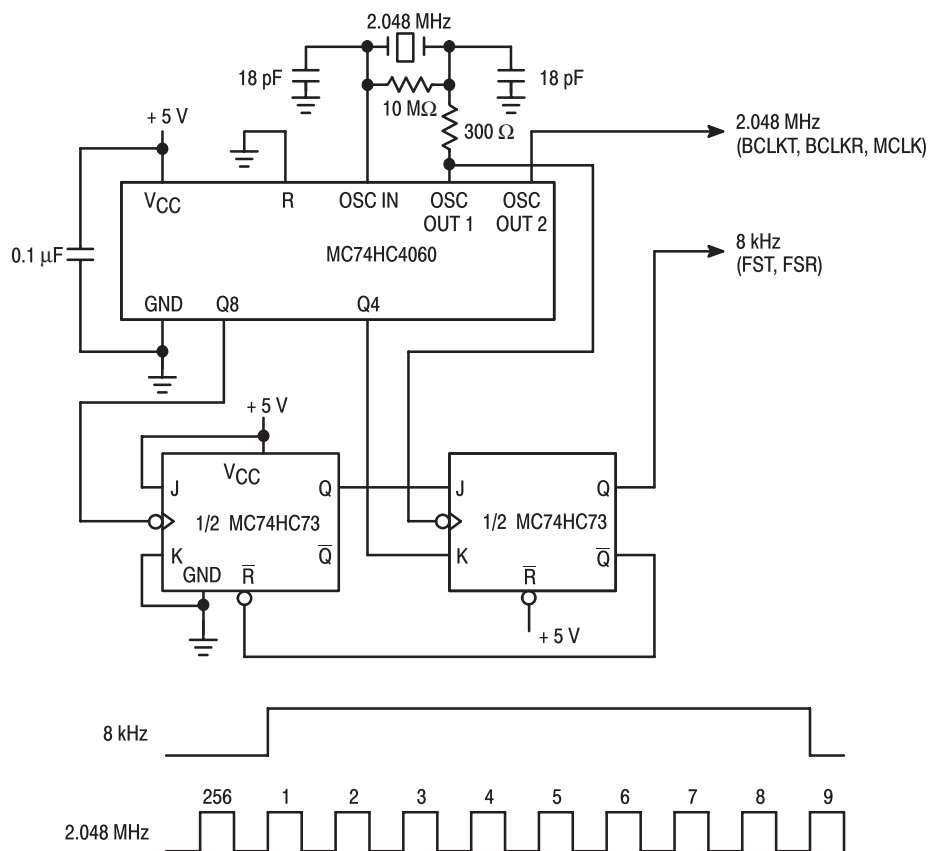 2.048 MHz
18 pF
18 pF
10 MΩ
300 Ω
+ 5 V
2.048 MHz
(BCLKT, BCLKR, MCLK)
VCC
R
OSC IN
OSC
OUT 1
OSC
OUT 2
0.1 µF
MC74HC4060
8 kHz
(FST, FSR)
GND
Q8
Q4
+ 5 V
VCC
J
Q
1/2 MC74HC73
K
Q̅
GND
R̅
J
Q
1/2 MC74HC73
K
Q̅
R̅
+ 5 V
8 kHz
256 1 2 3 4 5 6 7 8 9
2.048 MHz